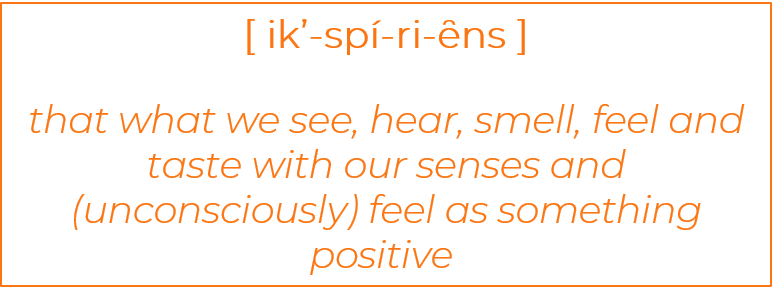 [ ik’-spí-ri-êns ]
that what we see, hear, smell, feel and
taste with our senses and
(unconsciously) feel as something
positive